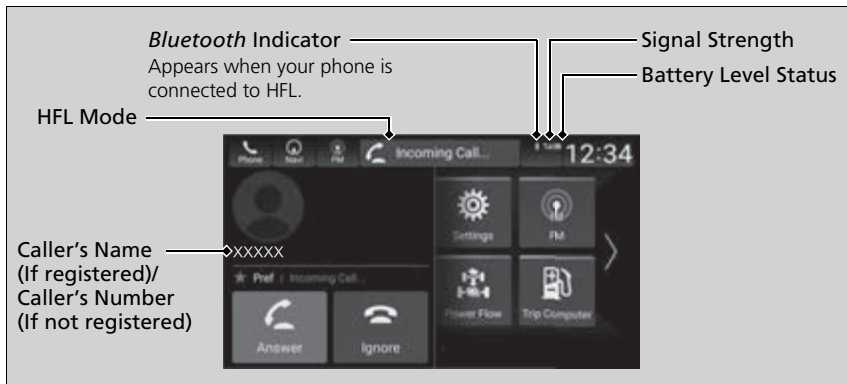 Bluetooth Indicator
Appears when your phone is
connected to HFL.
Signal Strength
Battery Level Status
HFL Mode
Phone
Navi
FM
Incoming Call...
12:34
Caller's Name
(If registered)/
Caller's Number
(If not registered)
XXXXX
Pref | Incoming Call...
Answer
Ignore
Settings
FM
Power Flow
Trip Computer